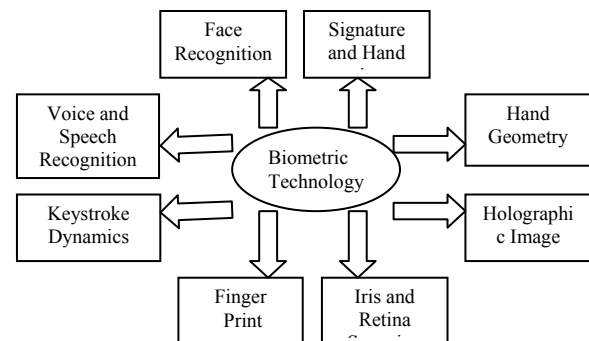 Face
Recognition
Signature
and Hand
Voice and
Speech
Recognition
Hand
Geometry
Biometric
Technology
Keystroke
Dynamics
Holographi
c Image
Finger
Print
Iris and
Retina